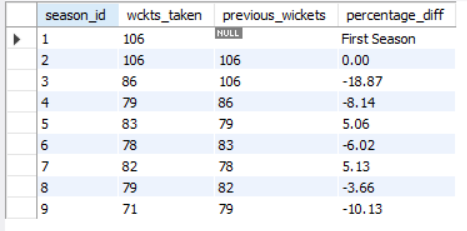 season_id wckts_taken previous_wickets percentage_diff
1 106 NULL First Season
2 106 106 0.00
3 86 106 -18.87
4 79 86 -8.14
5 83 79 5.06
6 78 83 -6.02
7 82 78 5.13
8 79 82 -3.66
9 71 79 -10.13